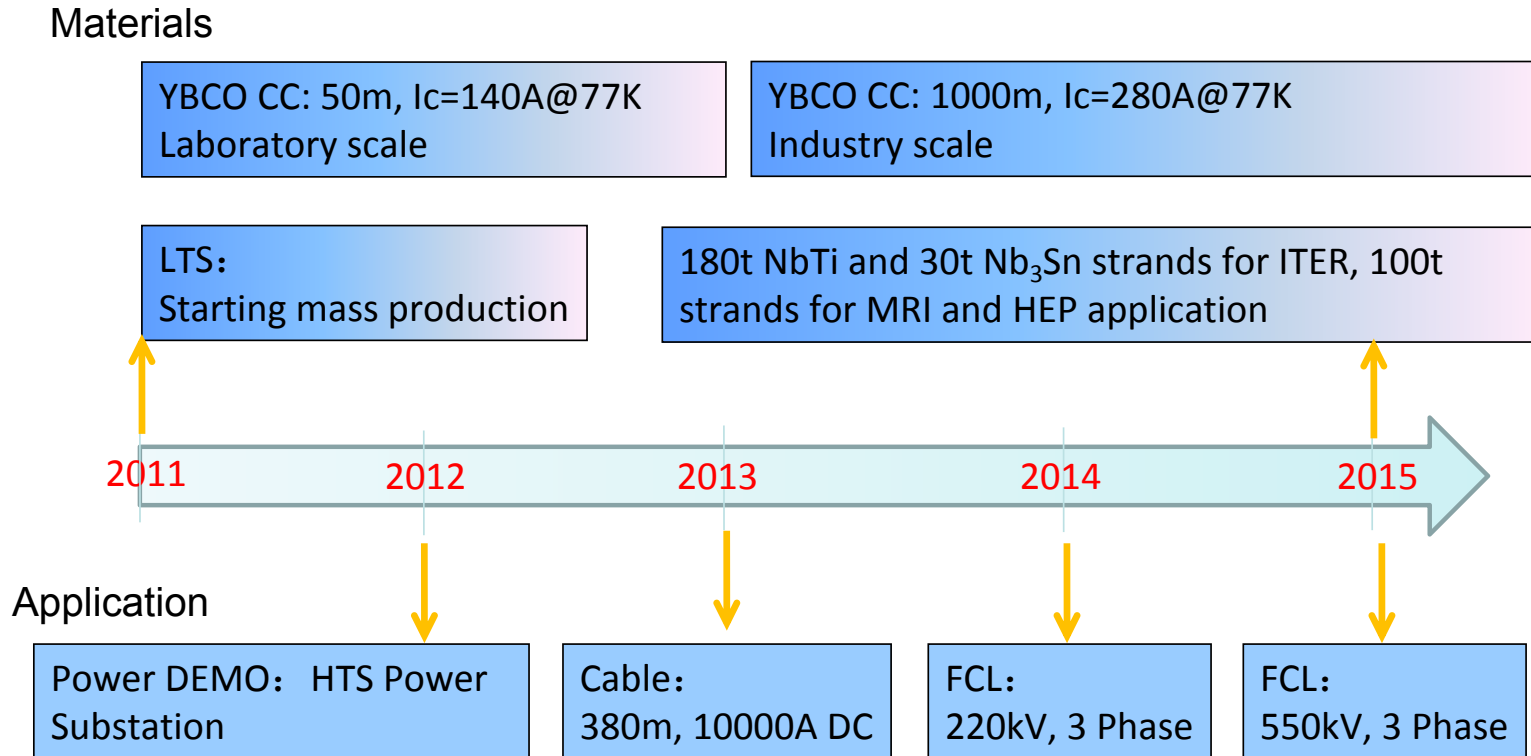 Materials
YBCO CC: 50m, Ic=140A@77K
Laboratory scale
YBCO CC: 1000m, Ic=280A@77K
Industry scale
LTS：
Starting mass production
180t NbTi and 30t Nb₃Sn strands for ITER, 100t
strands for MRI and HEP application
2011
2012
2013
2014
2015
Application
Power DEMO： HTS Power
Substation
Cable：
380m, 10000A DC
FCL：
220kV, 3 Phase
FCL：
550kV, 3 Phase